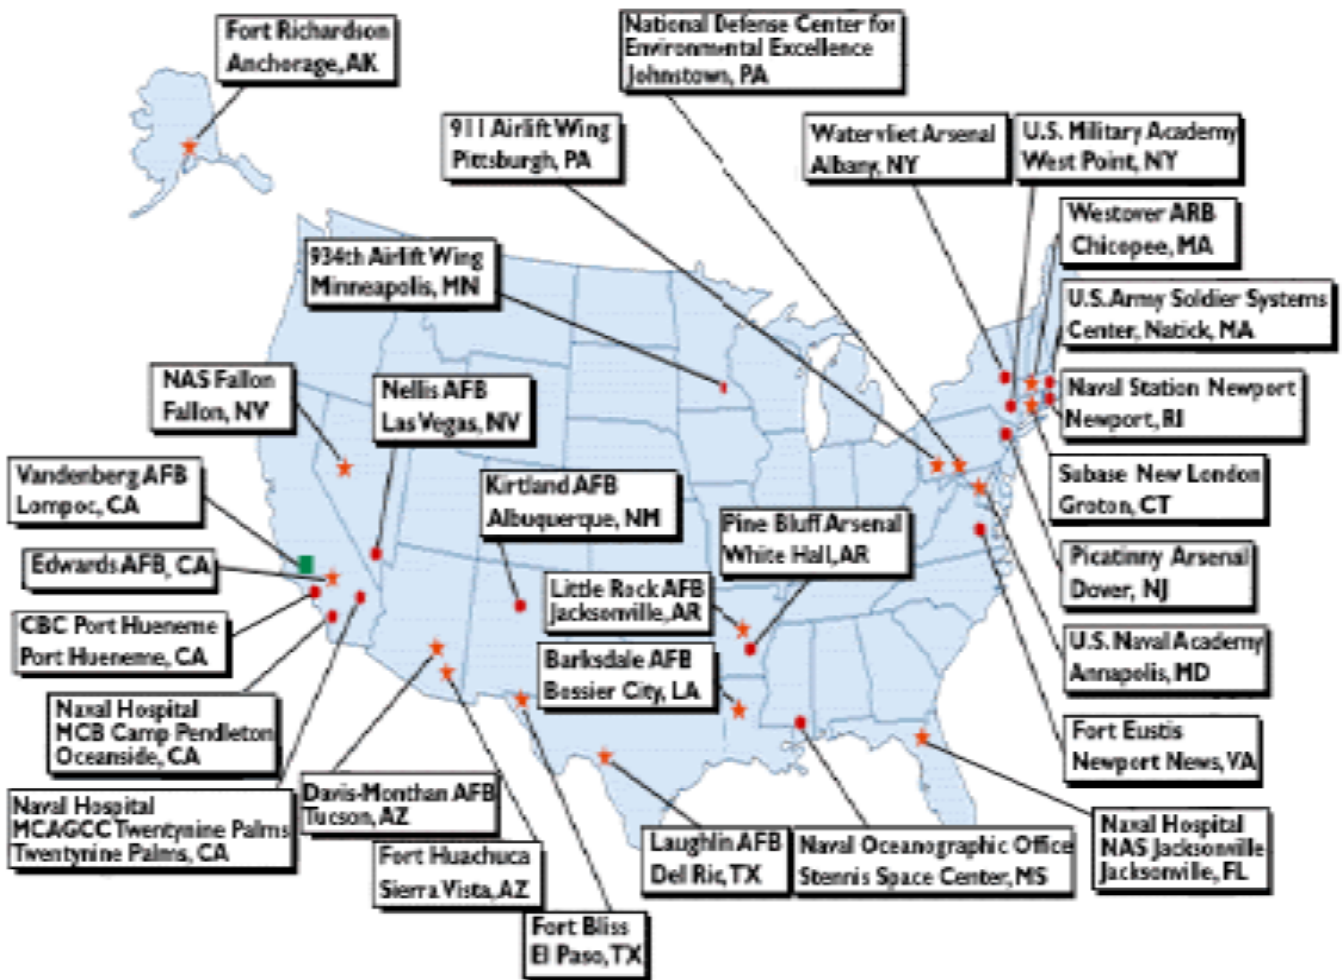 Fort Richardson
Anchorage, AK
National Defense Center for
Environmental Excellence
Johnstown, PA
911 Airlift Wing
Pittsburgh, PA
Watervliet Arsenal
Albany, NY
U.S. Military Academy
West Point, NY
Westover ARB
Chicopee, MA
934th Airlift Wing
Minneapolis, MN
U.S. Army Soldier Systems
Center, Natick, MA
NAS Fallon
Fallon, NV
Nellis AFB
Las Vegas, NV
Naval Station Newport
Newport, RI
Vandenberg AFB
Lompoc, CA
Kirtland AFB
Albuquerque, NM
Subase New London
Groton, CT
Pine Bluff Arsenal
White Hall, AR
Edwards AFB, CA
Little Rock AFB
Jacksonville, AR
Picatinny Arsenal
Dover, NJ
CBC Port Hueneme
Port Hueneme, CA
Barksdale AFB
Bossier City, LA
U.S. Naval Academy
Annapolis, MD
Naval Hospital
MCB Camp Pendleton
Oceanside, CA
Fort Eustis
Newport News, VA
Naval Hospital
MCAGCC Twentynine Palms
Twentynine Palms, CA
Davis-Monthan AFB
Tucson, AZ
Fort Huachuca
Sierra Vista, AZ
Laughlin AFB
Del Rio, TX
Naval Oceanographic Office
Stennis Space Center, MS
Naval Hospital
NAS Jacksonville
Jacksonville, FL
Fort Bliss
El Paso, TX